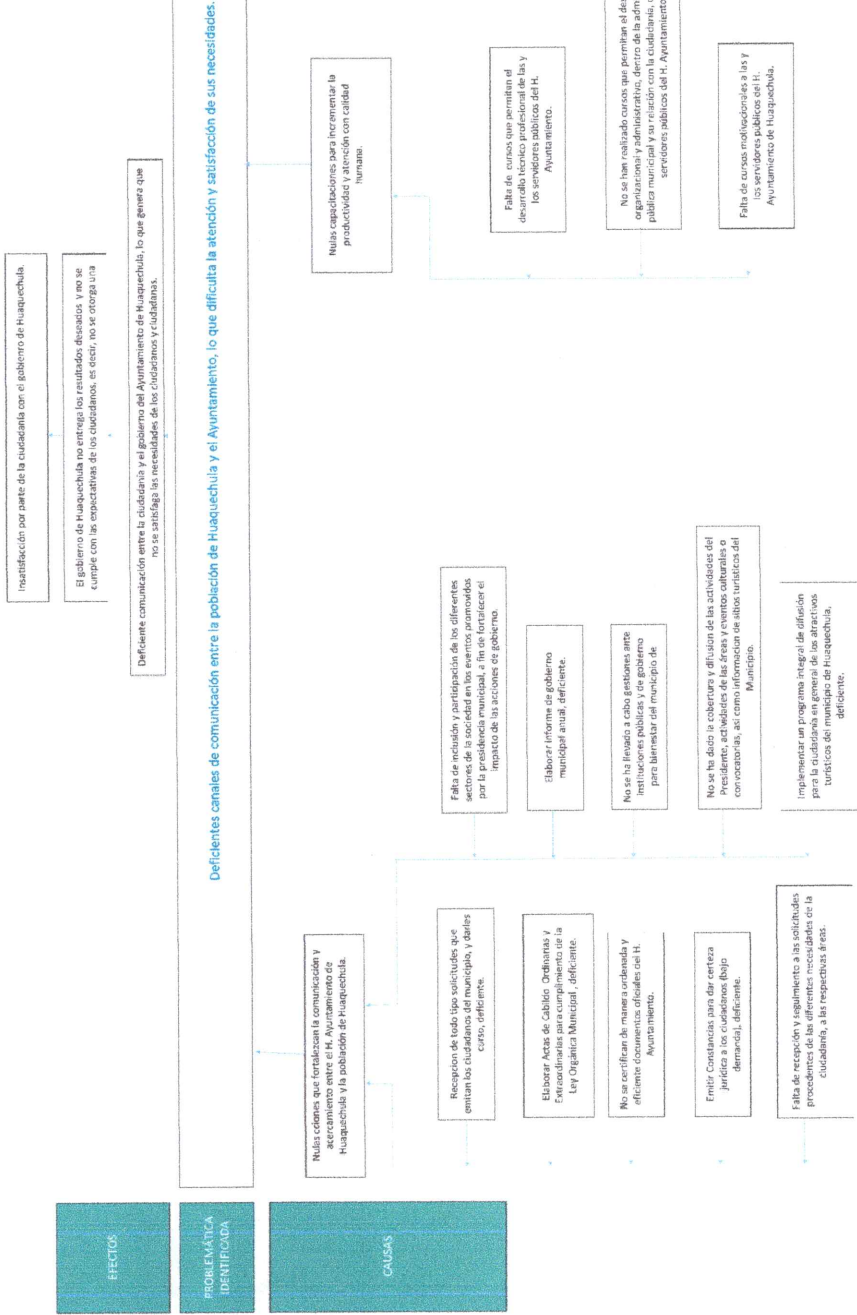 EFECTOS
Insatisfacción por parte de la ciudadanía con el gobienro de Huaquechula.
El gobierno de Huaquechula no entrega los resultados deseados y no se
cumple con las expectativas de los ciudadanos, es decir, no se otorga una
Deficiente comunicación entre la ciudadanía y el gobierno del Ayuntamiento de Huaquechula, lo que genera que
no se satisfaga las necesidades de los ciudadanos y ciudadanas.
PROBLEMÁTICA
IDENTIFICADA
Deficientes canales de comunicación entre la población de Huaquechula y el Ayuntamiento, lo que dificulta la atención y satisfacción de sus necesidades.
CAUSAS
Nulas cciones que fortalezcan la comunicación y
acercamiento entre el H. Ayuntamiento de
Huaquechula y la población de Huaquechula.
Recepcion de todo tipo solicitudes que
emitan los ciudadanos del municipio, y darles
curso, deficiente.
Elaborar Actas de Cabildo Ordinarias y
Extraordinarias para cumplimiento de la
Ley Orgánica Municipal , deficiente.
No se certifican de manera ordenada y
eficiente documentos oficiales del H.
Ayuntamiento.
Emitir Constancias para dar certeza
jurídica a los ciudadanos (bajo
demanda), deficiente.
Falta de recepción y seguimiento a las solicitudes
procedentes de las diferentes necesidades de la
ciudadanía, a las respectivas áreas.
Falta de inclusión y participación de los diferentes
sectores de la sociedad en los eventos promovidos
por la presidencia municipal, a fin de fortalecer el
impacto de las acciones de gobierno.
Elaborar informe de gobierno
municipal anual, deficiente.
No se ha llevado a cabo gestiones ante
Instituciones públicas y de gobierno
para bienestar del municipio de
No se ha dado la cobertura y difusion de las actividades del
Presidente, actividades de las áreas y eventos culturales o
convocatorias, asi como informacion de sitios turisticos del
Municipio.
Implementar un programa integral de difusión
para la ciudadanía en general de los atractivos
turísticos del municipio de Huaquechula,
deficiente.
Nulas capacitaciones para incrementar la
productividad y atención con calidad
humana.
Falta de cursos que permitan el
desarrollo técnico profesional de las y
los servidores públicos del H.
Ayuntamiento.
No se han realizado cursos que permitan el
organizacional y administrativo, dentro de la
pública municipal y su relación con la ciudadanía,
servidores públicos del H. Ayuntamiento
Falta de cursos motivacionales a las y
los servidores públicos del H.
Ayuntamiento de Huaquechula.